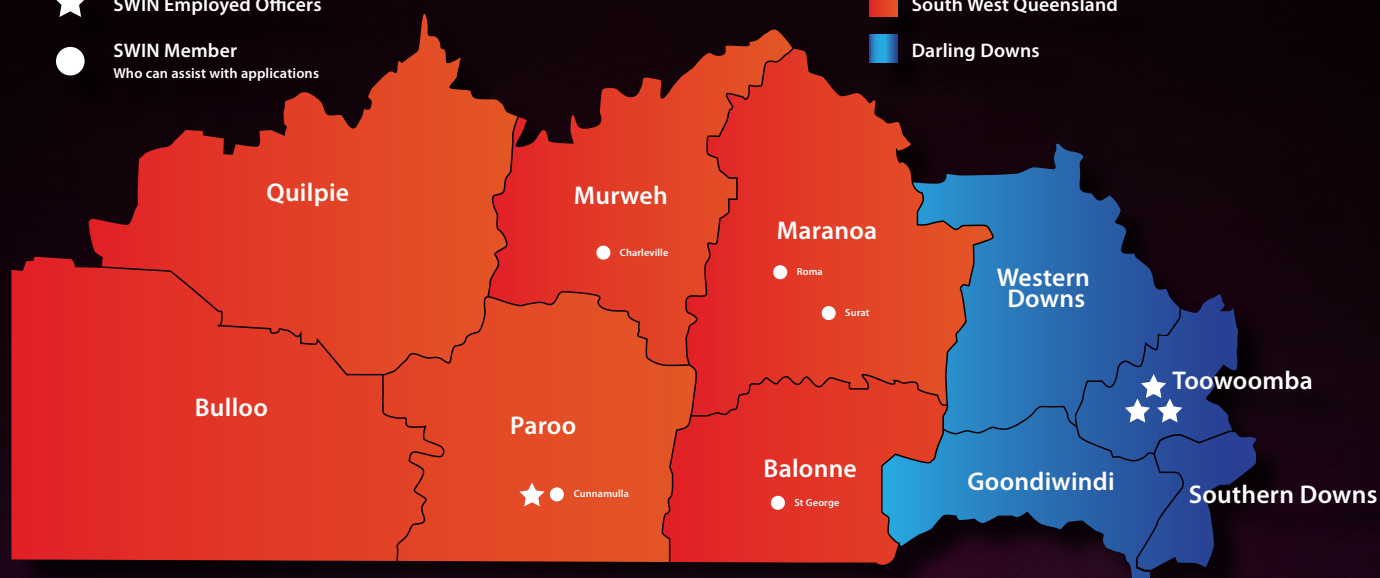 SWIN Employed Officers
SWIN Member
Who can assist with applications
South West Queensland
Darling Downs
Quilpie
Murweh
Charleville
Maranoa
Roma
Surat
Western
Downs
Toowoomba
Bulloo
Paroo
Cunnamulla
Balonne
St George
Goondiwindi
Southern Downs